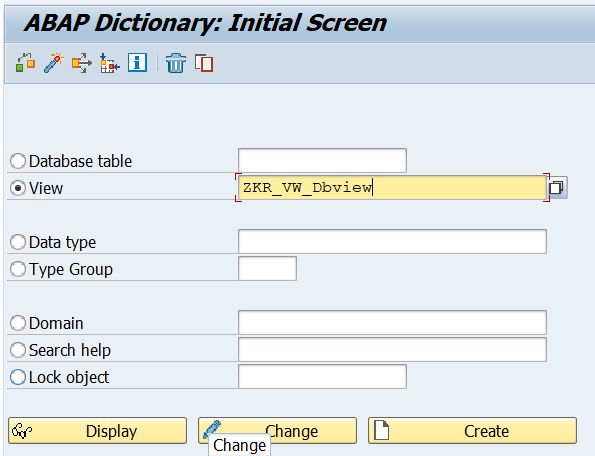 ABAP Dictionary: Initial Screen
Database table
View ZKR_VW_Dbview
Data type
Type Group
Domain
Search help
Lock object
Display Change Create
Change